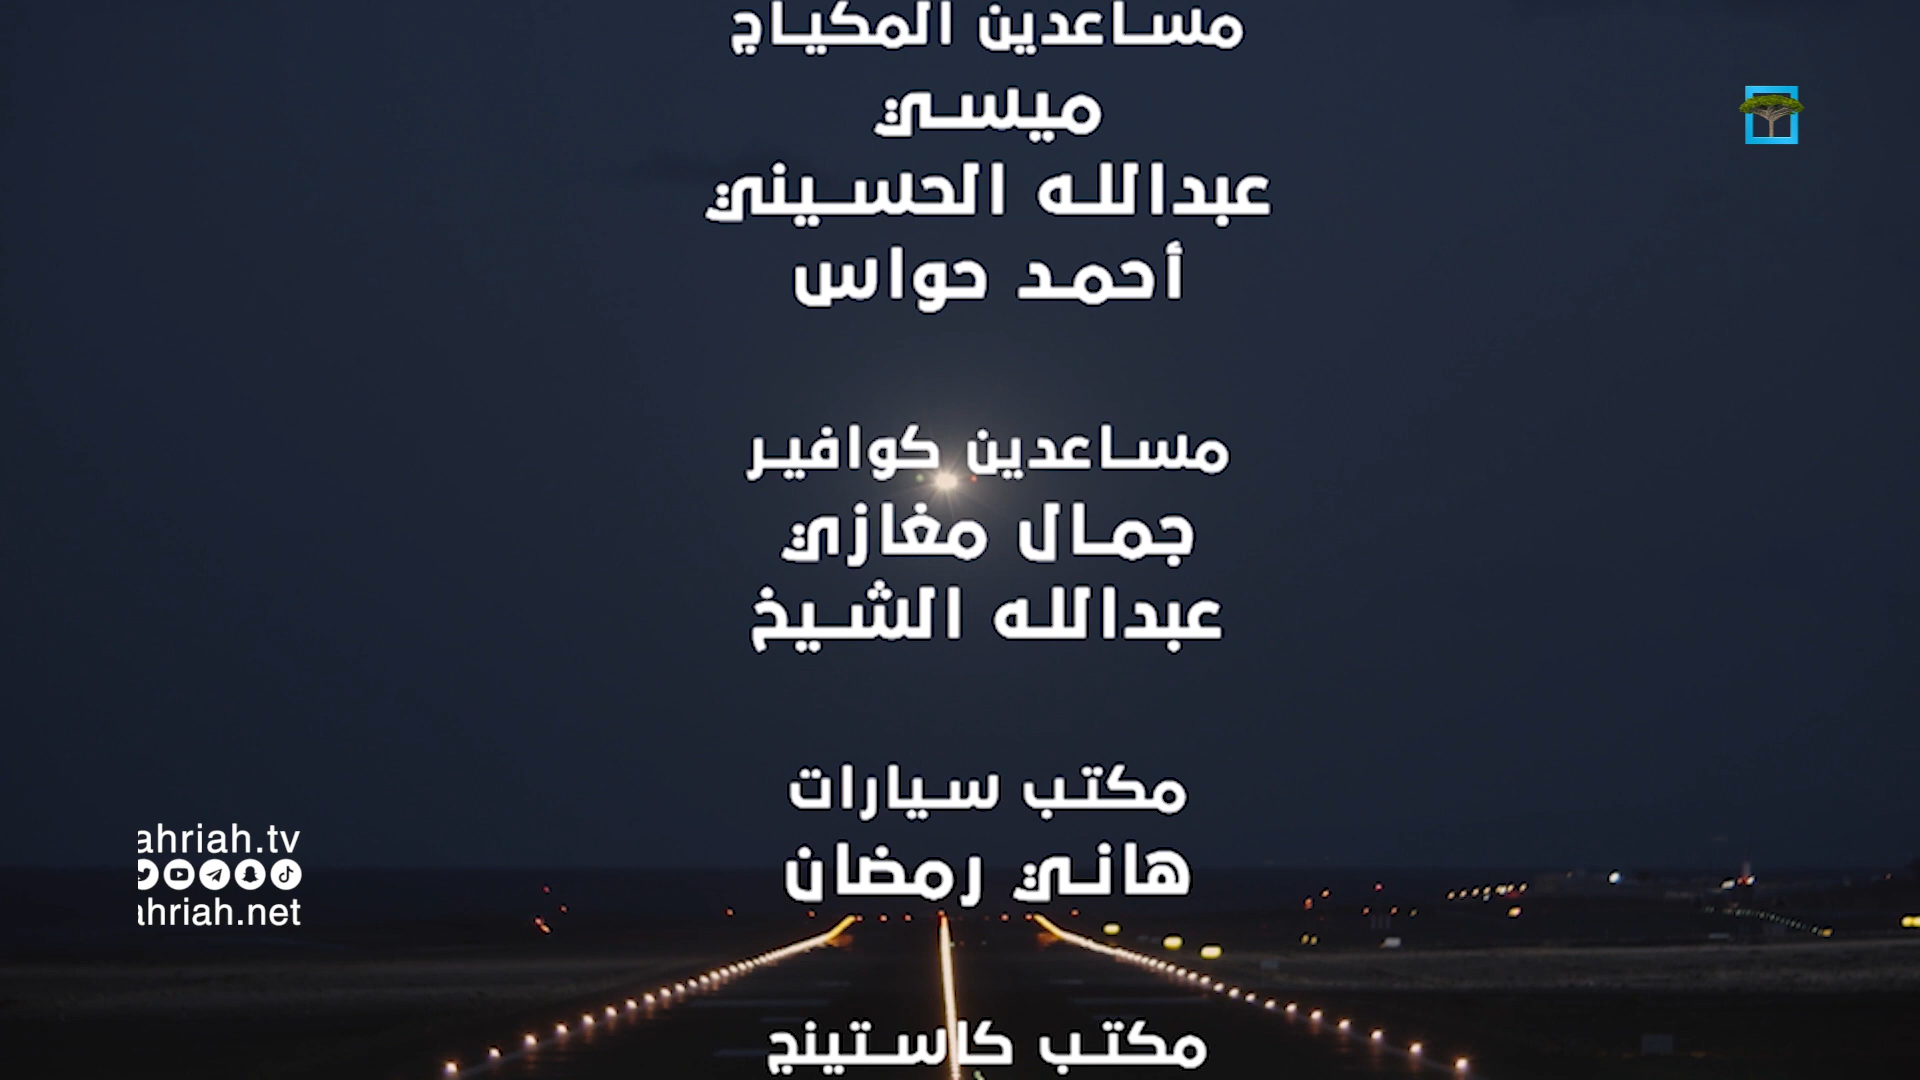 مساعدين المكياج
ميسي
عبدالله الحسيني
أحمد حواس
مساعدين كوافير
جمال مغازي
عبدالله الشيخ
مكتب سيارات
هاني رمضان
مكتب كاستينج
ahriah.tv
ahriah.net